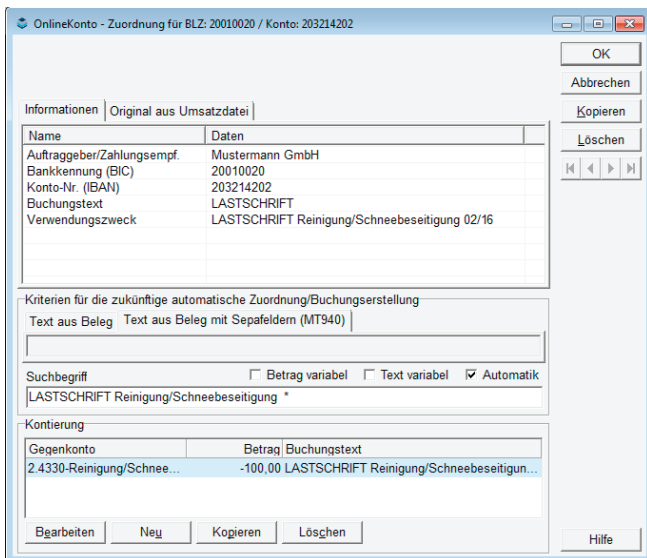 OnlineKonto - Zuordnung für BLZ: 20010020 / Konto: 203214202
OK
Abbrechen
Kopieren
Löschen
Informationen Original aus Umsatzdatei
Name Daten
Auftraggeber/Zahlungsempf. Mustermann GmbH
Bankkennung (BIC) 20010020
Konto-Nr. (IBAN) 203214202
Buchungstext LASTSCHRIFT
Verwendungszweck LASTSCHRIFT Reinigung/Schneebeseitigung 02/16
Kriterien für die zukünftige automatische Zuordnung/Buchungserstellung
Text aus Beleg Text aus Beleg mit Sepafeldern (MT940)
Suchbegriff Betrag variabel Text variabel Automatik
LASTSCHRIFT Reinigung/Schneebeseitigung *
Kontierung
Gegenkonto Betrag Buchungstext
2.4330-Reinigung/Schnee... -100,00 LASTSCHRIFT Reinigung/Schneebeseitigun...
Bearbeiten Neu Kopieren Löschen
Hilfe